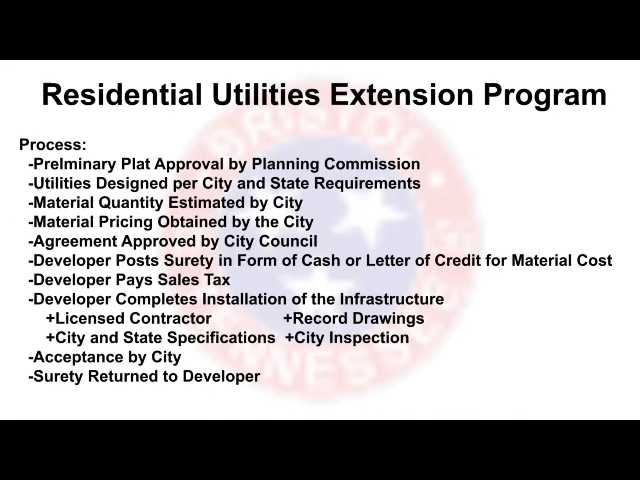 Residential Utilities Extension Program
Process:
-Prelminary Plat Approval by Planning Commission
-Utilities Designed per City and State Requirements
-Material Quantity Estimated by City
-Material Pricing Obtained by the City
-Agreement Approved by City Council
-Developer Posts Surety in Form of Cash or Letter of Credit for Material Cost
-Developer Pays Sales Tax
-Developer Completes Installation of the Infrastructure
+Licensed Contractor +Record Drawings
+City and State Specifications +City Inspection
-Acceptance by City
-Surety Returned to Developer
BRISTOL
TENNESSEE